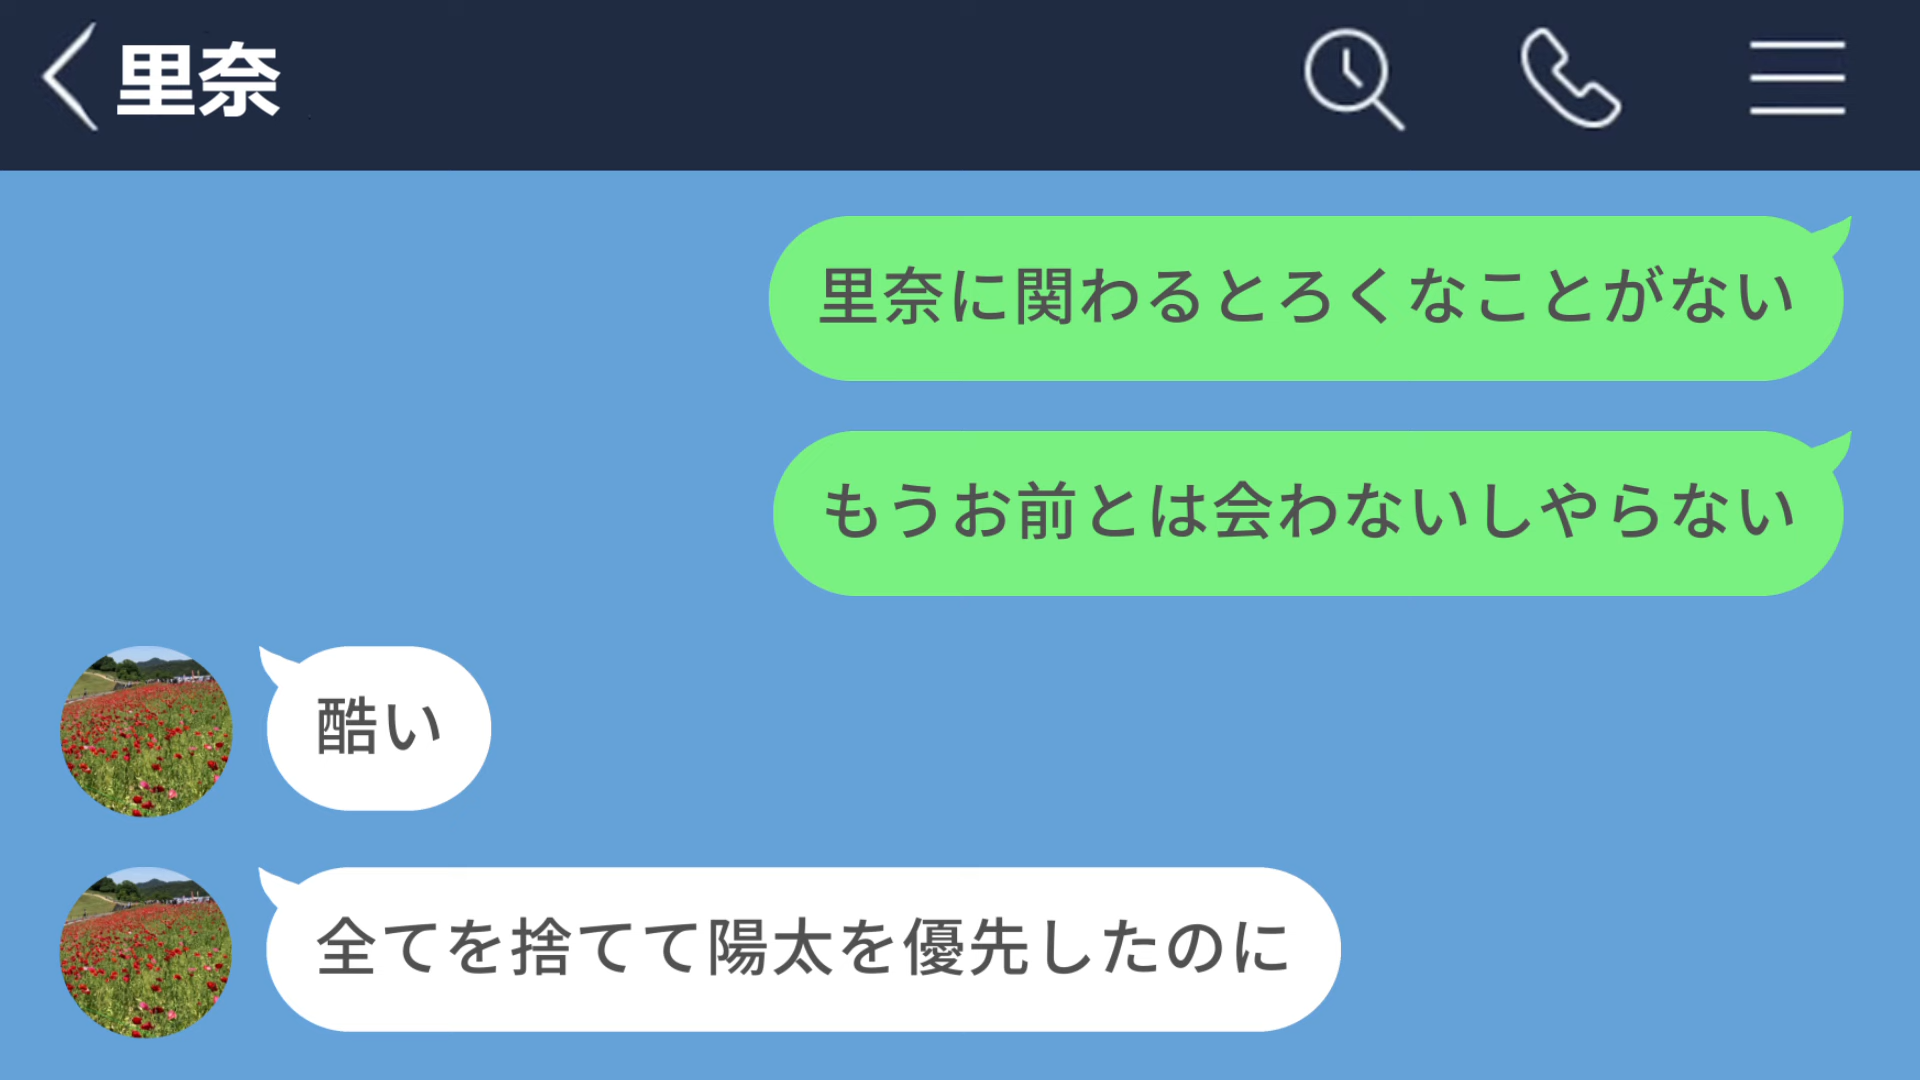 里奈
里奈に関わるとろくなことがない
もうお前とは会わないしやらない
酷い
全てを捨てて陽太を優先したのに